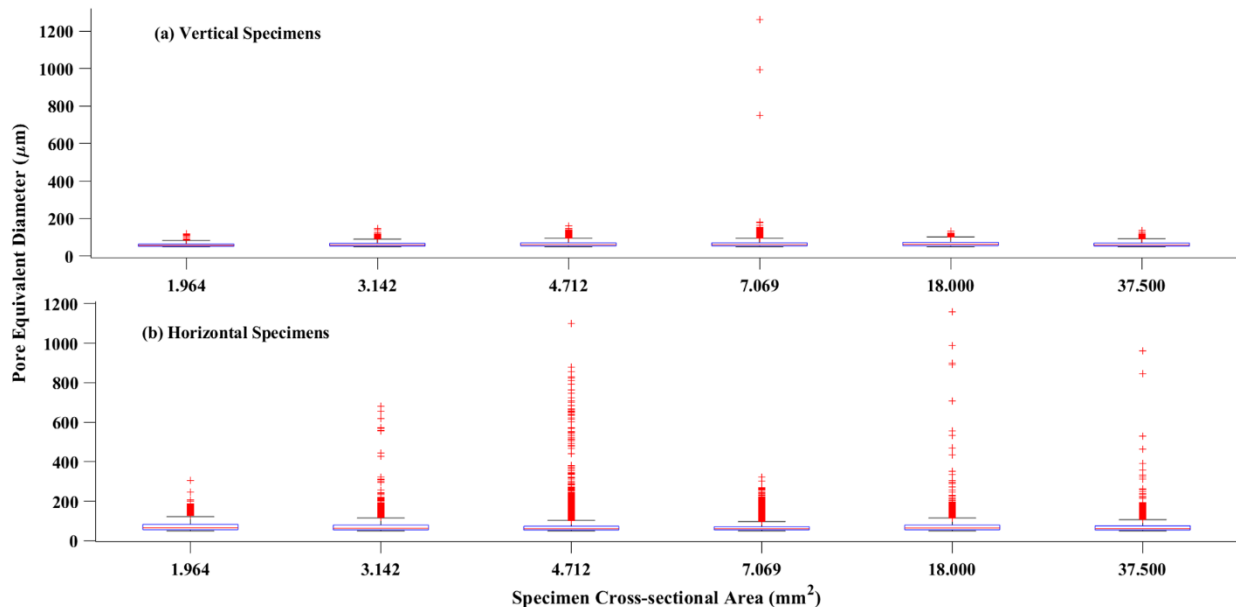 1200
(a) Vertical Specimens
1000
800
600
400
200
0
1.964 3.142 4.712 7.069 18.000 37.500
Pore Equivalent Diameter (μm)
1200
(b) Horizontal Specimens
1000
800
600
400
200
0
1.964 3.142 4.712 7.069 18.000 37.500
Specimen Cross-sectional Area (mm²)